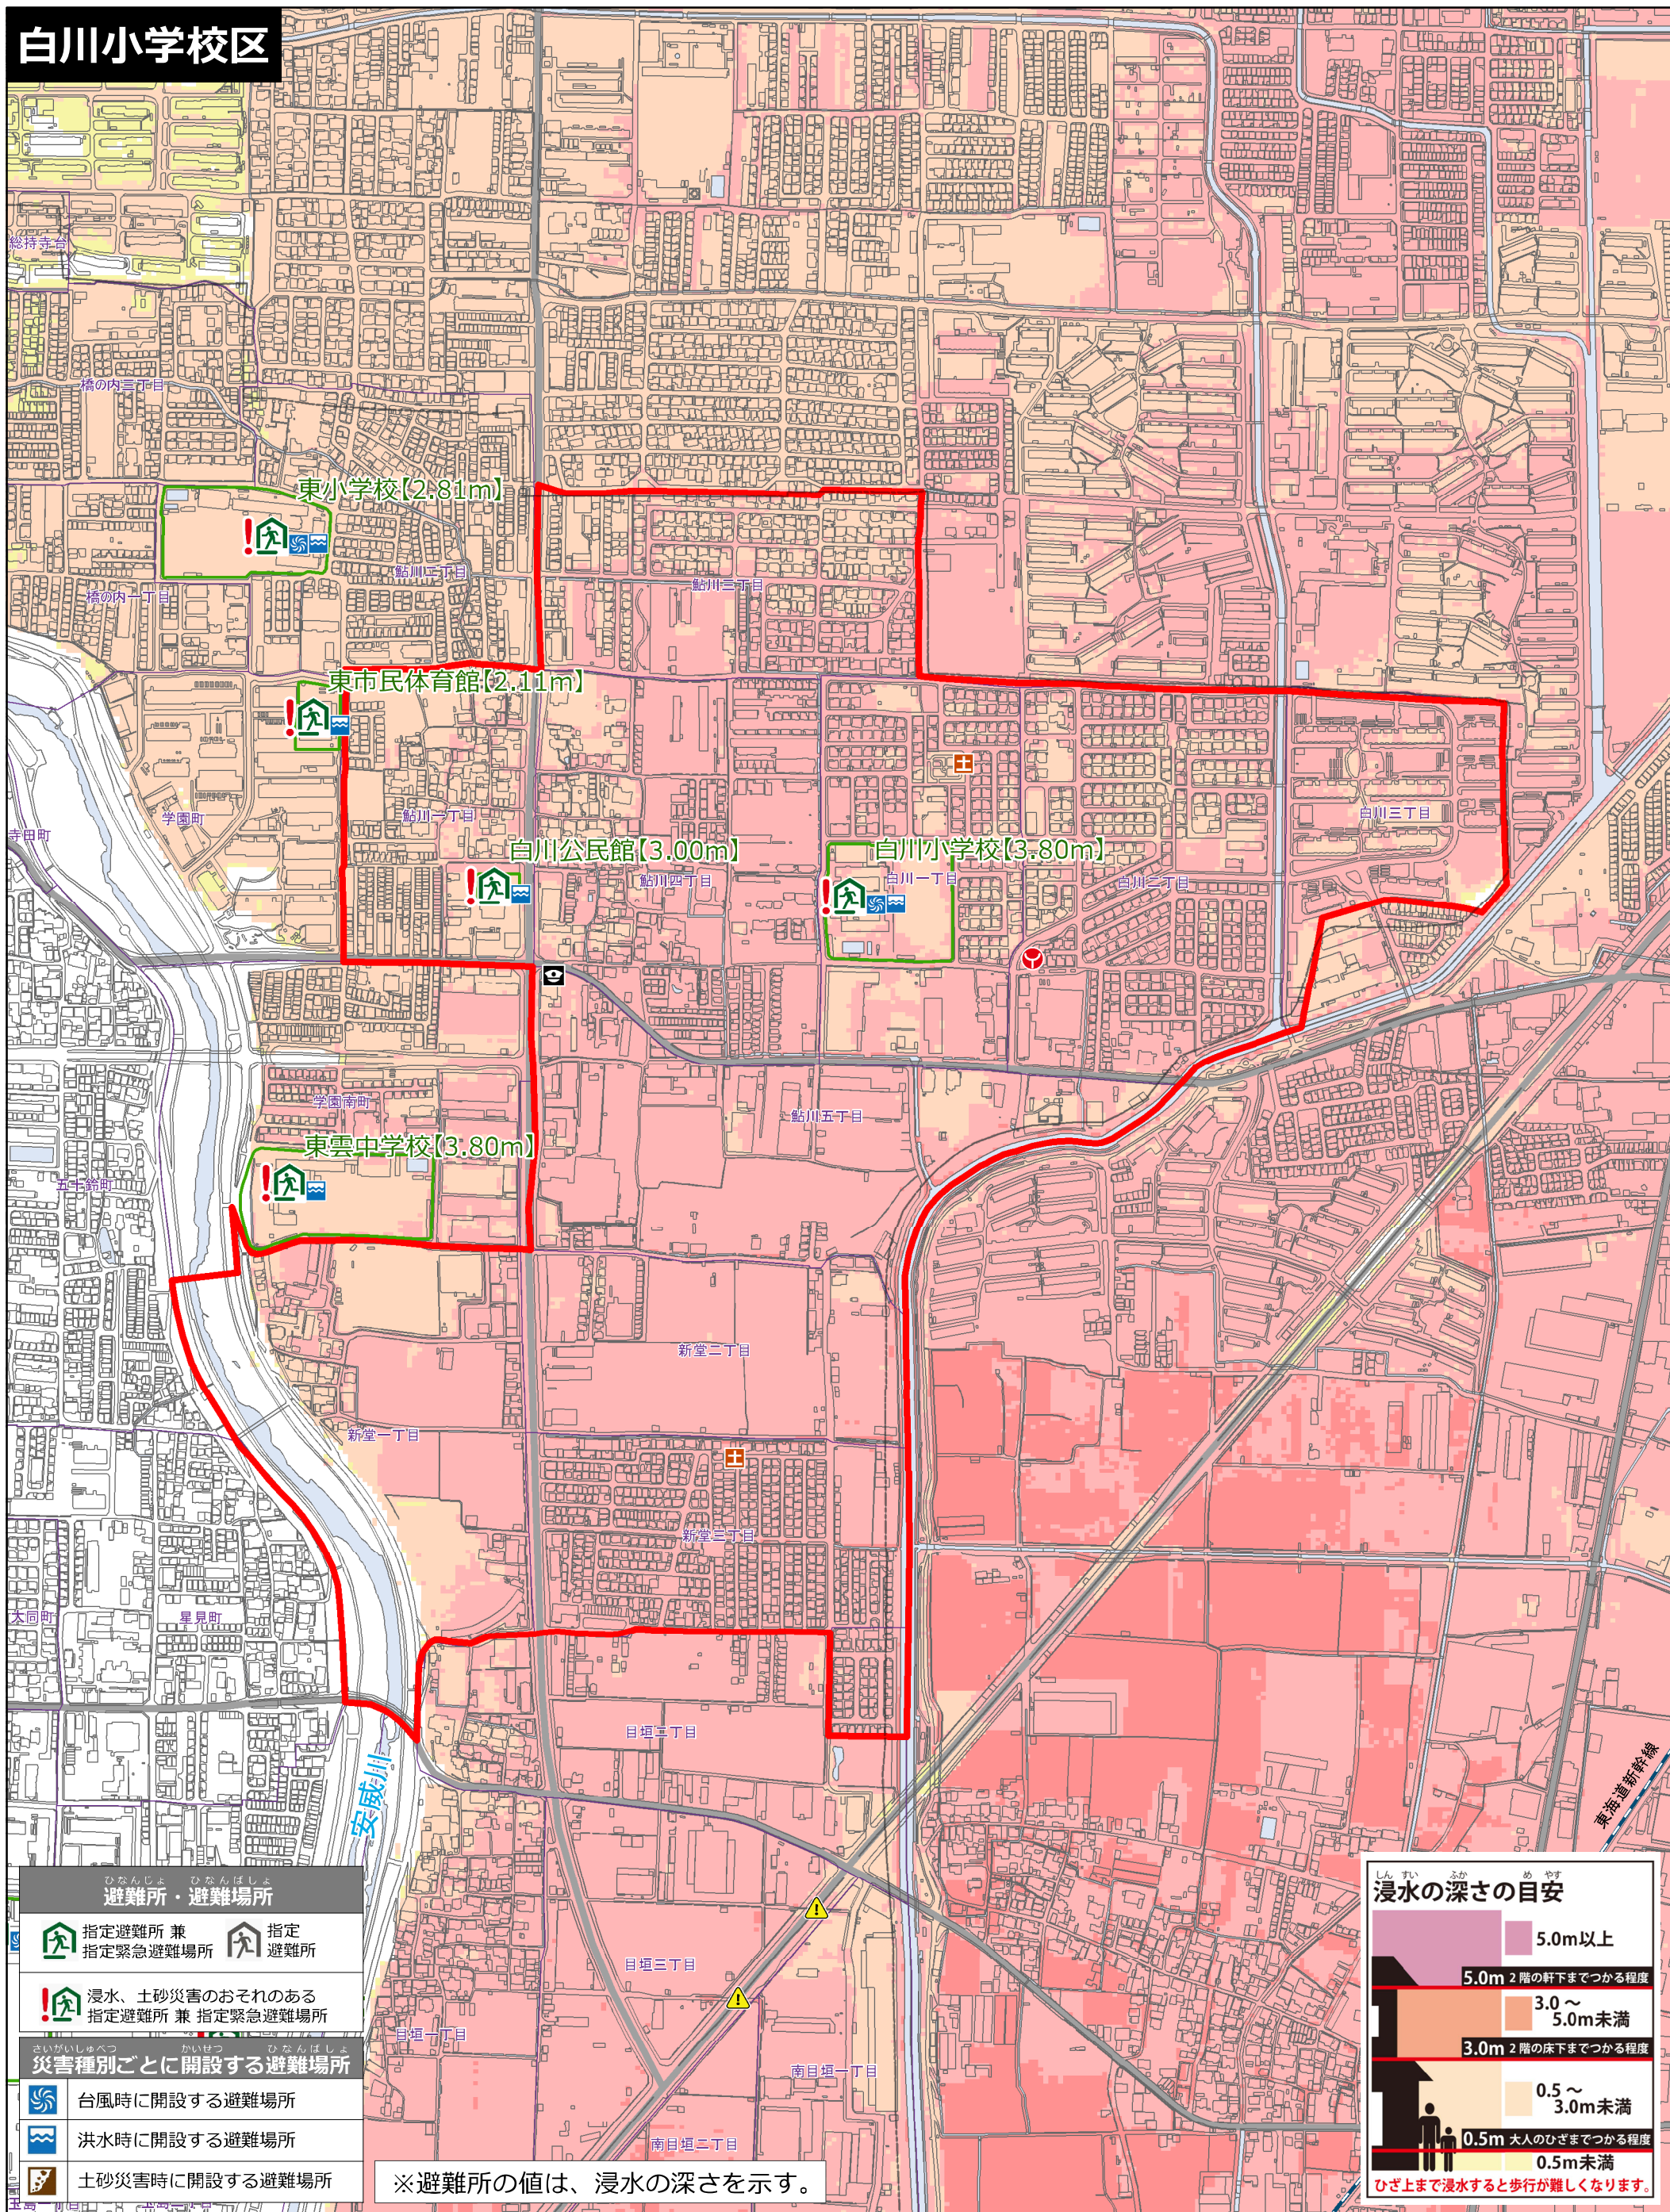 白川小学校区
総持寺台
橋の内三丁目
東小学校【2.81m】
鮎川二丁目
鮎川三丁目
橋の内一丁目
東市民体育館【2.11m】
学園町
鮎川一丁目
寺田町
白川三丁目
白川公民館【3.00m】
白川小学校【3.80m】
鮎川四丁目
白川一丁目
白川二丁目
土
学園南町
鮎川五丁目
東雲中学校【3.80m】
五十鈴町
新堂二丁目
新堂一丁目
土
新堂三丁目
大同町
星見町
目垣二丁目
安威川
東海道新幹線
目垣三丁目
目垣一丁目
南目垣一丁目
南目垣二丁目
ひなんじょ ひなんばしょ
避難所・避難場所
指定避難所 兼
指定緊急避難場所
指定
避難所
浸水、土砂災害のおそれのある
指定避難所 兼 指定緊急避難場所
さいがいしゅべつ かいせつ ひなんばしょ
災害種別ごとに開設する避難場所
台風時に開設する避難場所
洪水時に開設する避難場所
土砂災害時に開設する避難場所
※避難所の値は、浸水の深さを示す。
しん すい ふか め やす
浸水の深さの目安
5.0m以上
5.0m 2階の軒下までつかる程度
3.0～
5.0m未満
3.0m 2階の床下までつかる程度
0.5～
3.0m未満
0.5m 大人のひざまでつかる程度
0.5m未満
ひざ上まで浸水すると歩行が難しくなります。